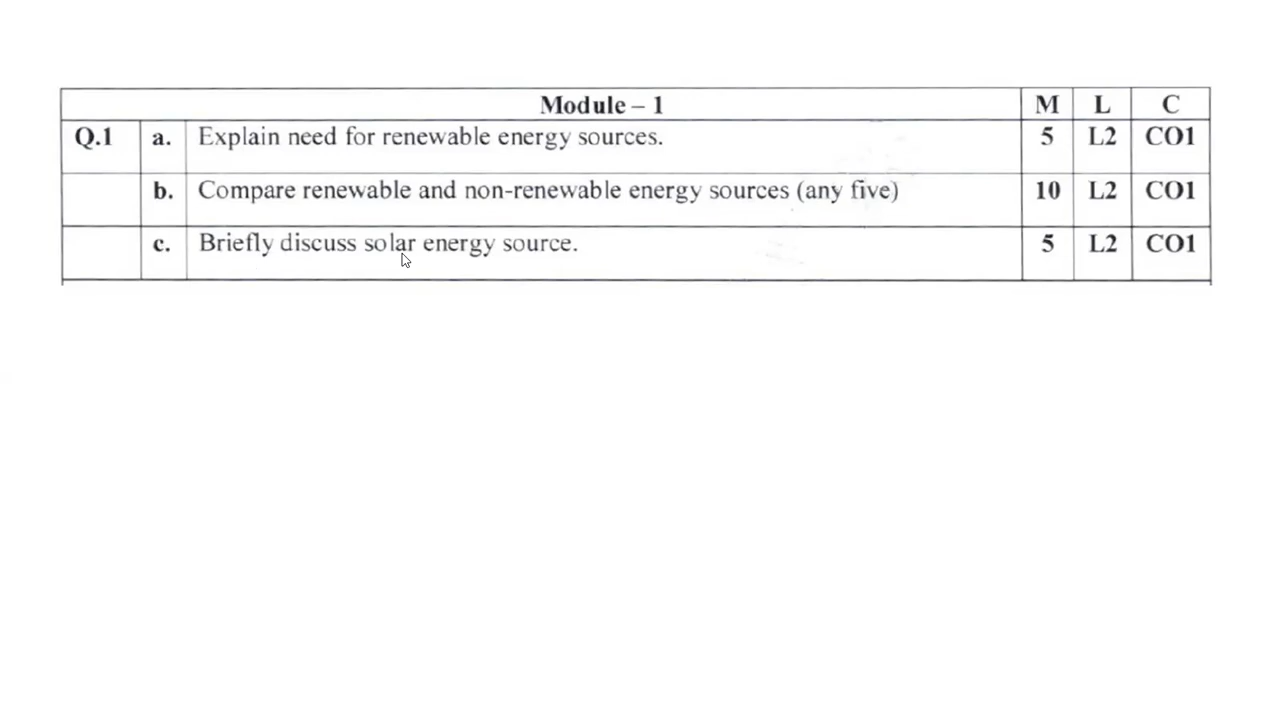 Module – 1 M L C
Q.1 a. Explain need for renewable energy sources. 5 L2 CO1
b. Compare renewable and non-renewable energy sources (any five) 10 L2 CO1
c. Briefly discuss solar energy source. 5 L2 CO1